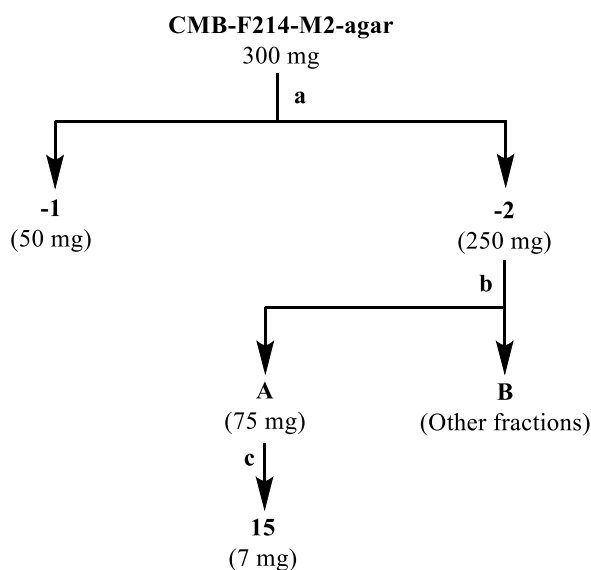 CMB-F214-M2-agar
300 mg
a
-1
(50 mg)
-2
(250 mg)
b
A
(75 mg)
B
(Other fractions)
c
15
(7 mg)